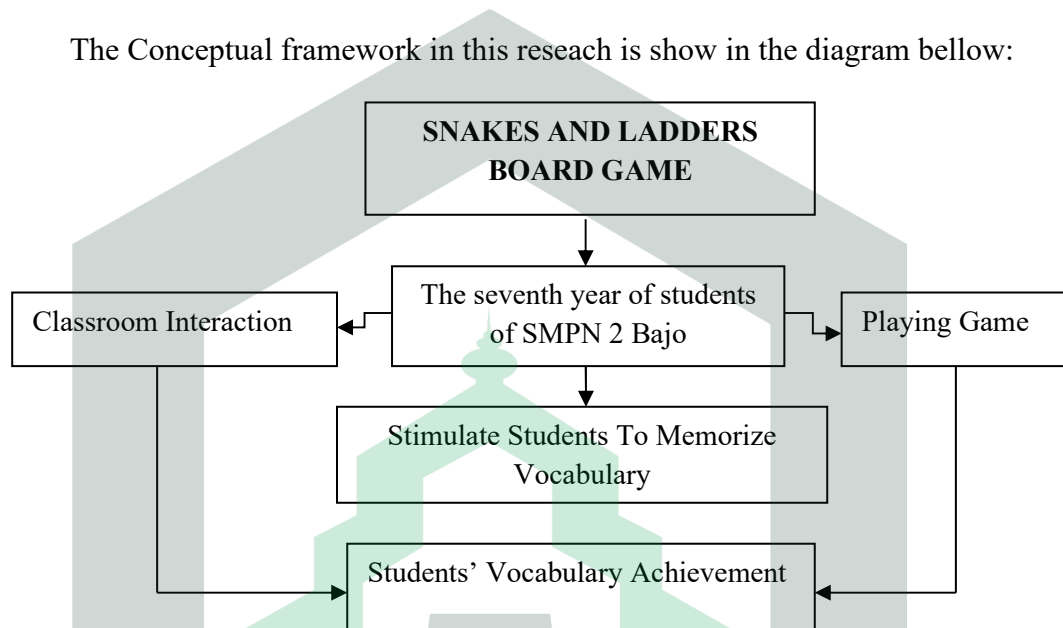 The Conceptual framework in this reseach is show in the diagram bellow:
SNAKES AND LADDERS
BOARD GAME
The seventh year of students
of SMPN 2 Bajo
Classroom Interaction
Playing Game
Stimulate Students To Memorize
Vocabulary
Students’ Vocabulary Achievement